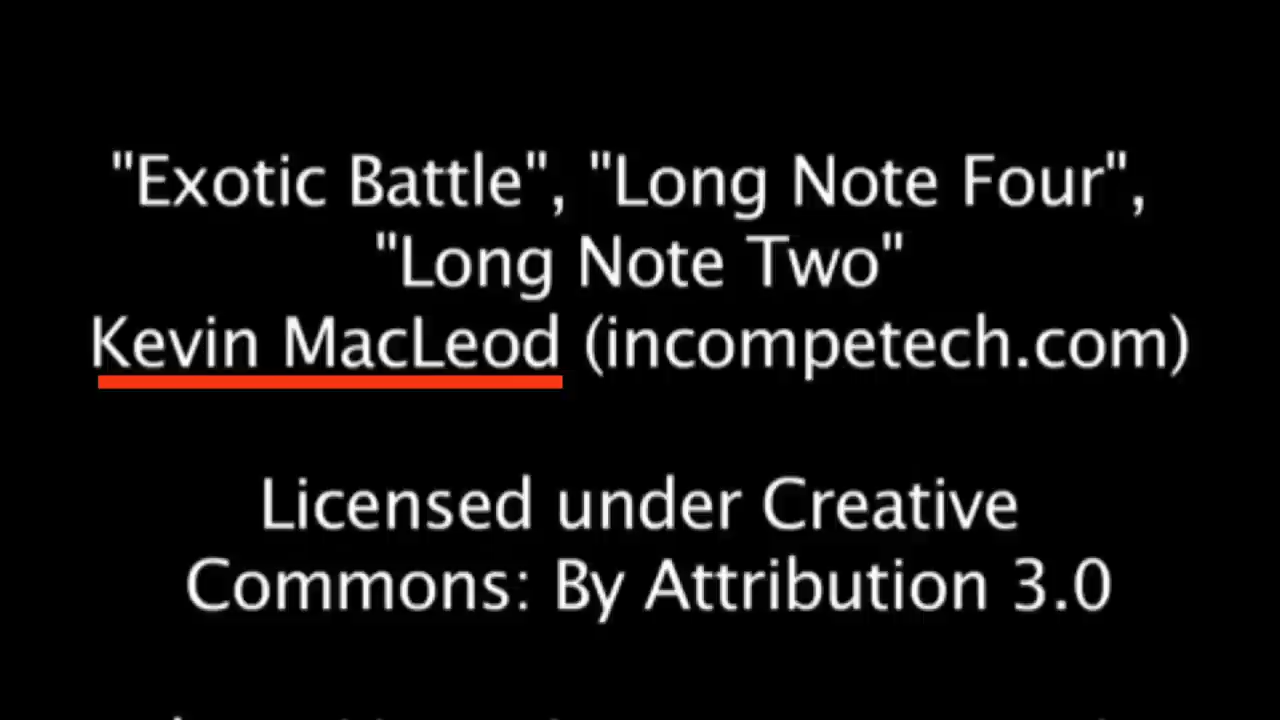 "Exotic Battle", "Long Note Four",
"Long Note Two"
Kevin MacLeod (incompetech.com)
Licensed under Creative
Commons: By Attribution 3.0